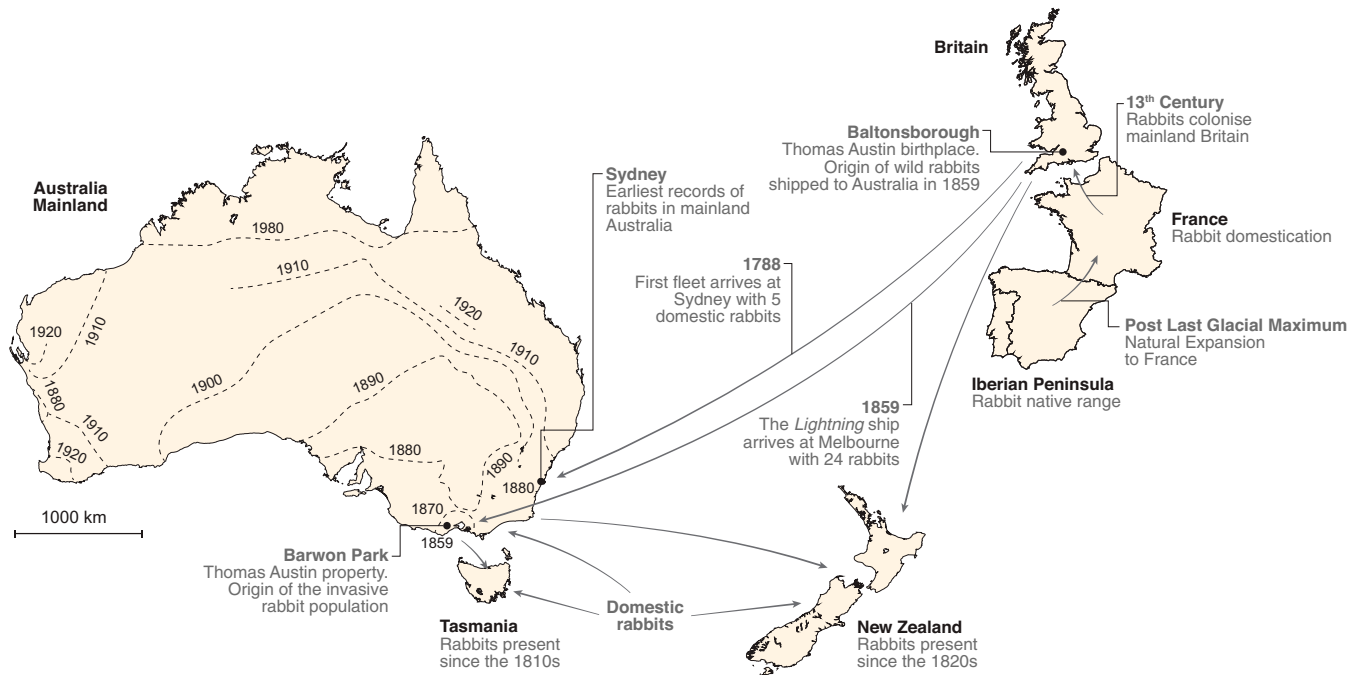 Britain
13th Century
Rabbits colonise
mainland Britain
Baltonsborough
Thomas Austin birthplace.
Origin of wild rabbits
shipped to Australia in 1859
Australia
Mainland
Sydney
Earliest records of
rabbits in mainland
Australia
France
Rabbit domestication
1788
First fleet arrives at
Sydney with 5
domestic rabbits
Post Last Glacial Maximum
Natural Expansion
to France
Iberian Peninsula
Rabbit native range
1859
The Lightning ship
arrives at Melbourne
with 24 rabbits
1980
1910
1920
1920
1910
1910
1900
1890
1880
1910
1920
1880
1890
1880
1870
1859
1000 km
Barwon Park
Thomas Austin property.
Origin of the invasive
rabbit population
Domestic
rabbits
Tasmania
Rabbits present
since the 1810s
New Zealand
Rabbits present
since the 1820s